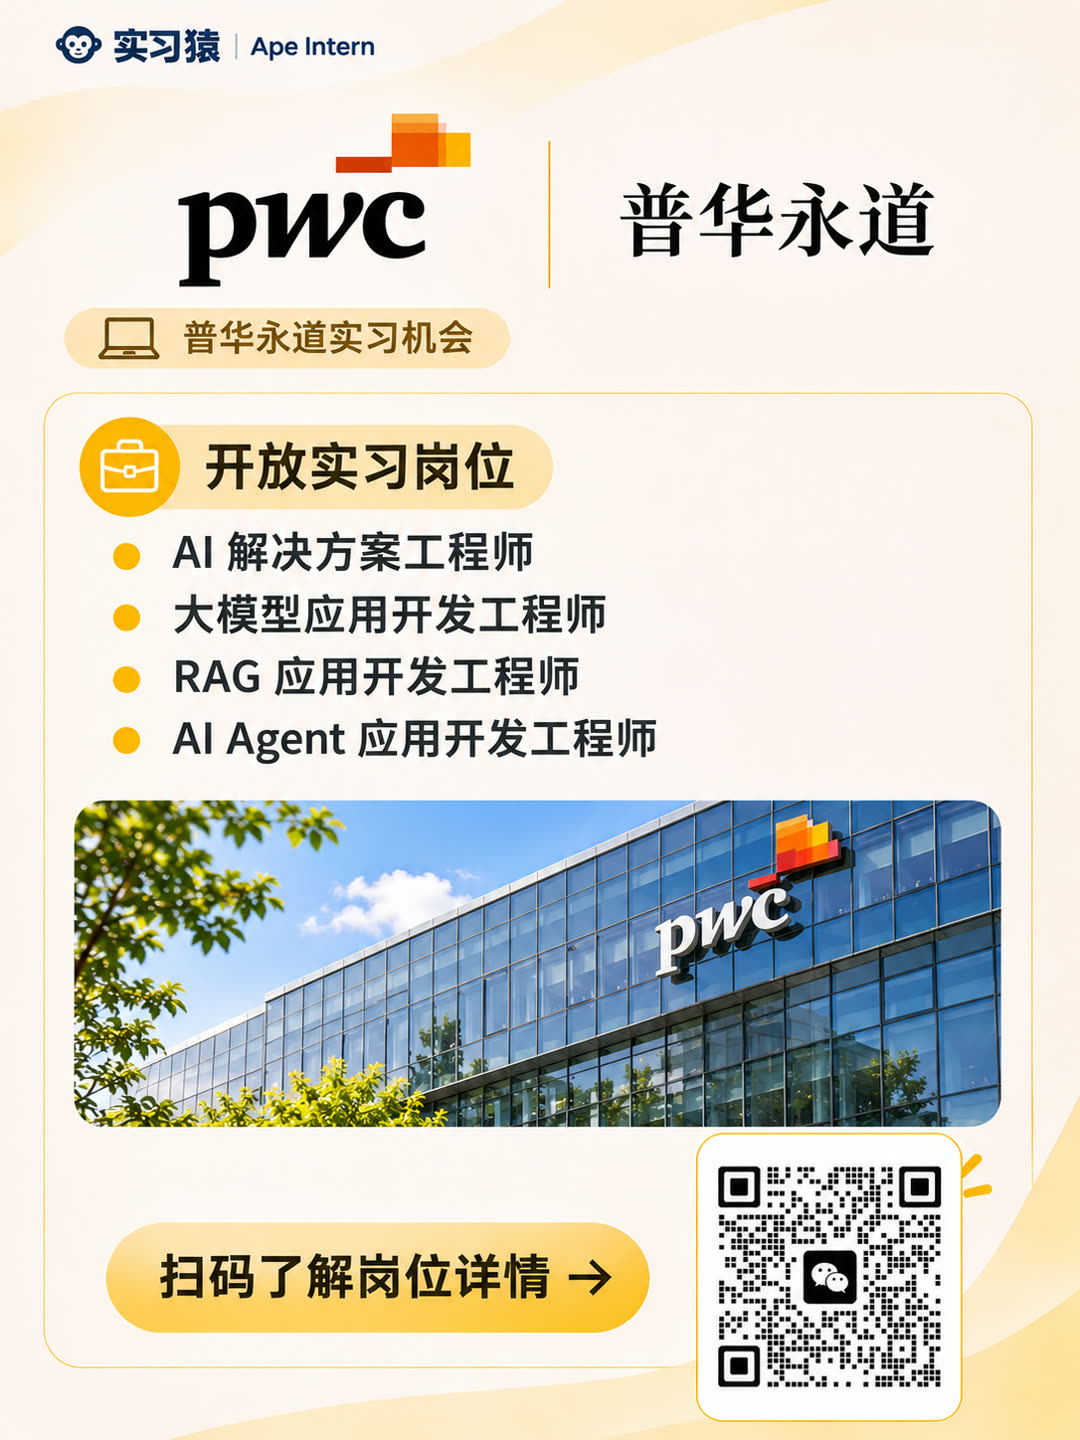 实习猿 | Ape Intern
pwc
普华永道
普华永道实习机会
开放实习岗位
AI 解决方案工程师
大模型应用开发工程师
RAG 应用开发工程师
AI Agent 应用开发工程师
pwc
扫码了解岗位详情 →